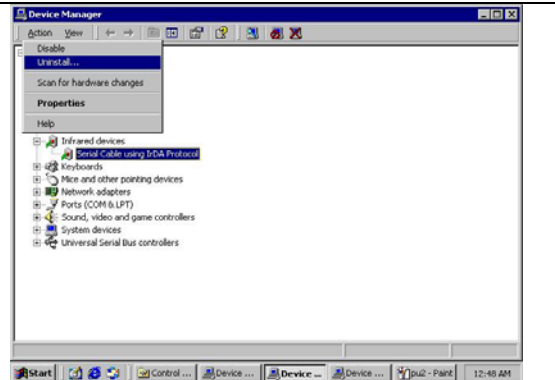 Device Manager
Action View
Disable
Uninstall...
Scan for hardware changes
Properties
Help
Infrared devices
Serial Cable using IrDA Protocol
Keyboards
Mice and other pointing devices
Network adapters
Ports (COM & LPT)
Sound, video and game controllers
System devices
Universal Serial Bus controllers
Start Control ... Device ... Device ... Device ... pu2 - Paint 12:48 AM